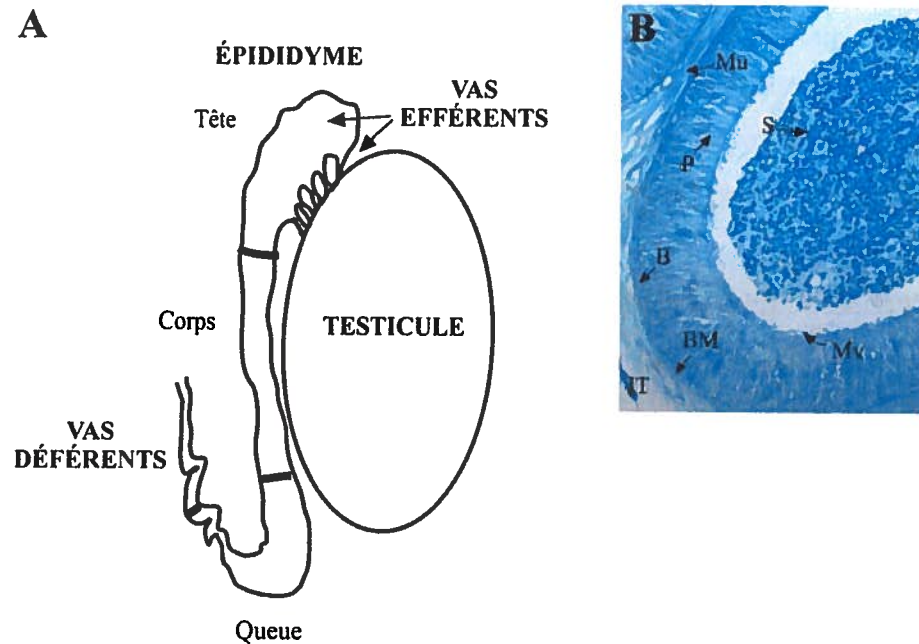 A
ÉPIDIDYME
Tête
VAS
EFFÉRENTS
Corps
TESTICULE
VAS
DÉFÉRENTS
Queue
B
Mu
S
P
B
BM
Mv
IT